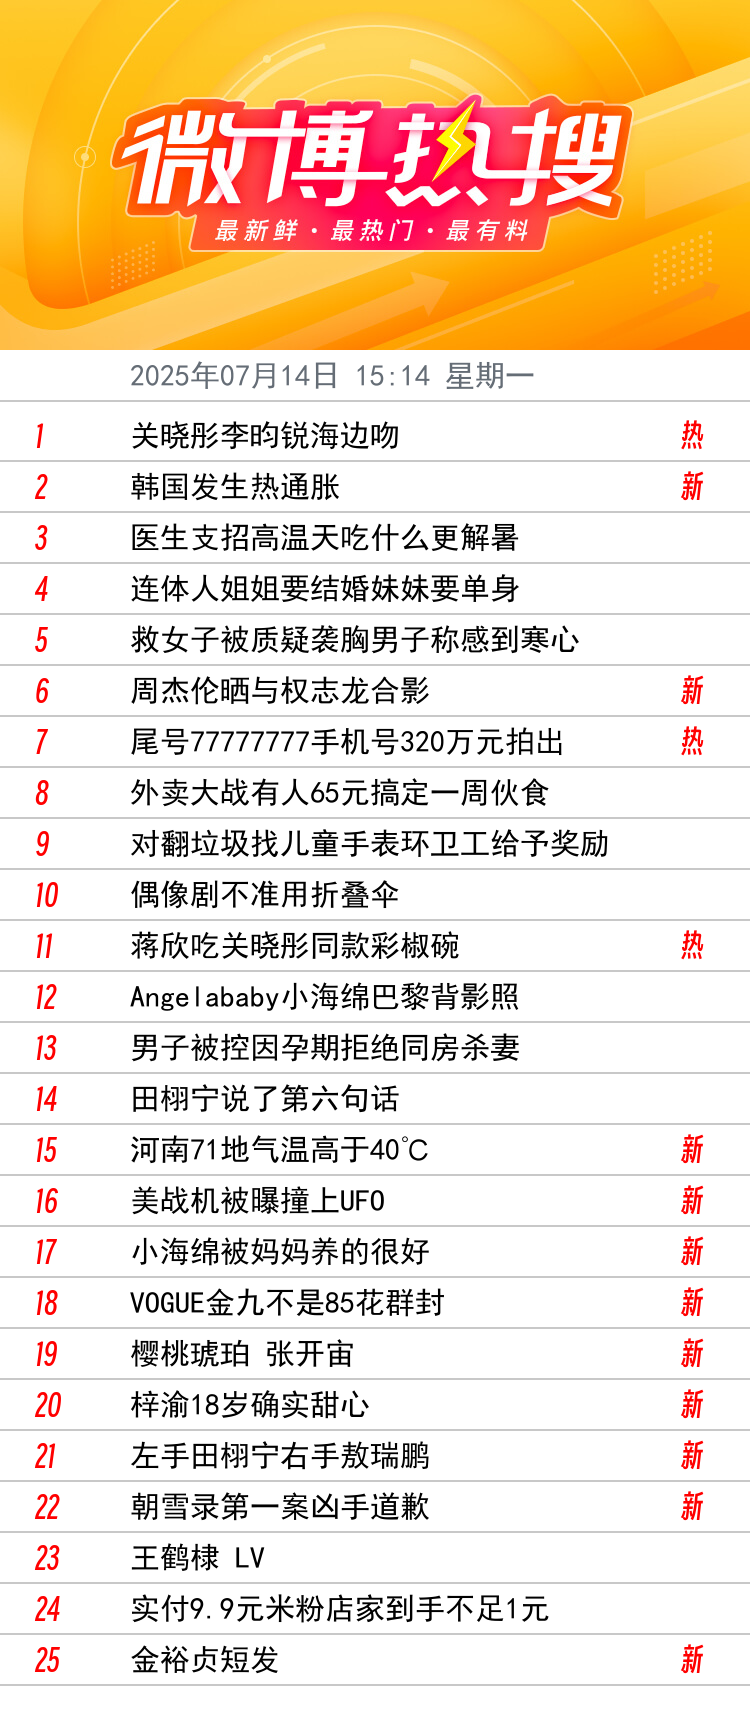 微博热搜
最新鲜·最热门·最有料
2025年07月14日 15:14 星期一
1 关晓彤李昀锐海边吻 热
2 韩国发生热通胀 新
3 医生支招高温天吃什么更解暑
4 连体人姐姐要结婚妹妹要单身
5 救女子被质疑袭胸男子称感到寒心
6 周杰伦晒与权志龙合影 新
7 尾号77777777手机号320万元拍出 热
8 外卖大战有人65元搞定一周伙食
9 对翻垃圾找儿童手表环卫工给予奖励
10 偶像剧不准用折叠伞
11 蒋欣吃关晓彤同款彩椒碗 热
12 Angelababy小海绵巴黎背影照
13 男子被控因孕期拒绝同房杀妻
14 田栩宁说了第六句话
15 河南71地气温高于40℃ 新
16 美战机被曝撞上UFO 新
17 小海绵被妈妈养的很好 新
18 VOGUE金九不是85花群封 新
19 樱桃琥珀 张开宙 新
20 梓渝18岁确实甜心 新
21 左手田栩宁右手敖瑞鹏 新
22 朝雪录第一案凶手道歉 新
23 王鹤棣 LV
24 实付9.9元米粉店家到手不足1元
25 金裕贞短发 新